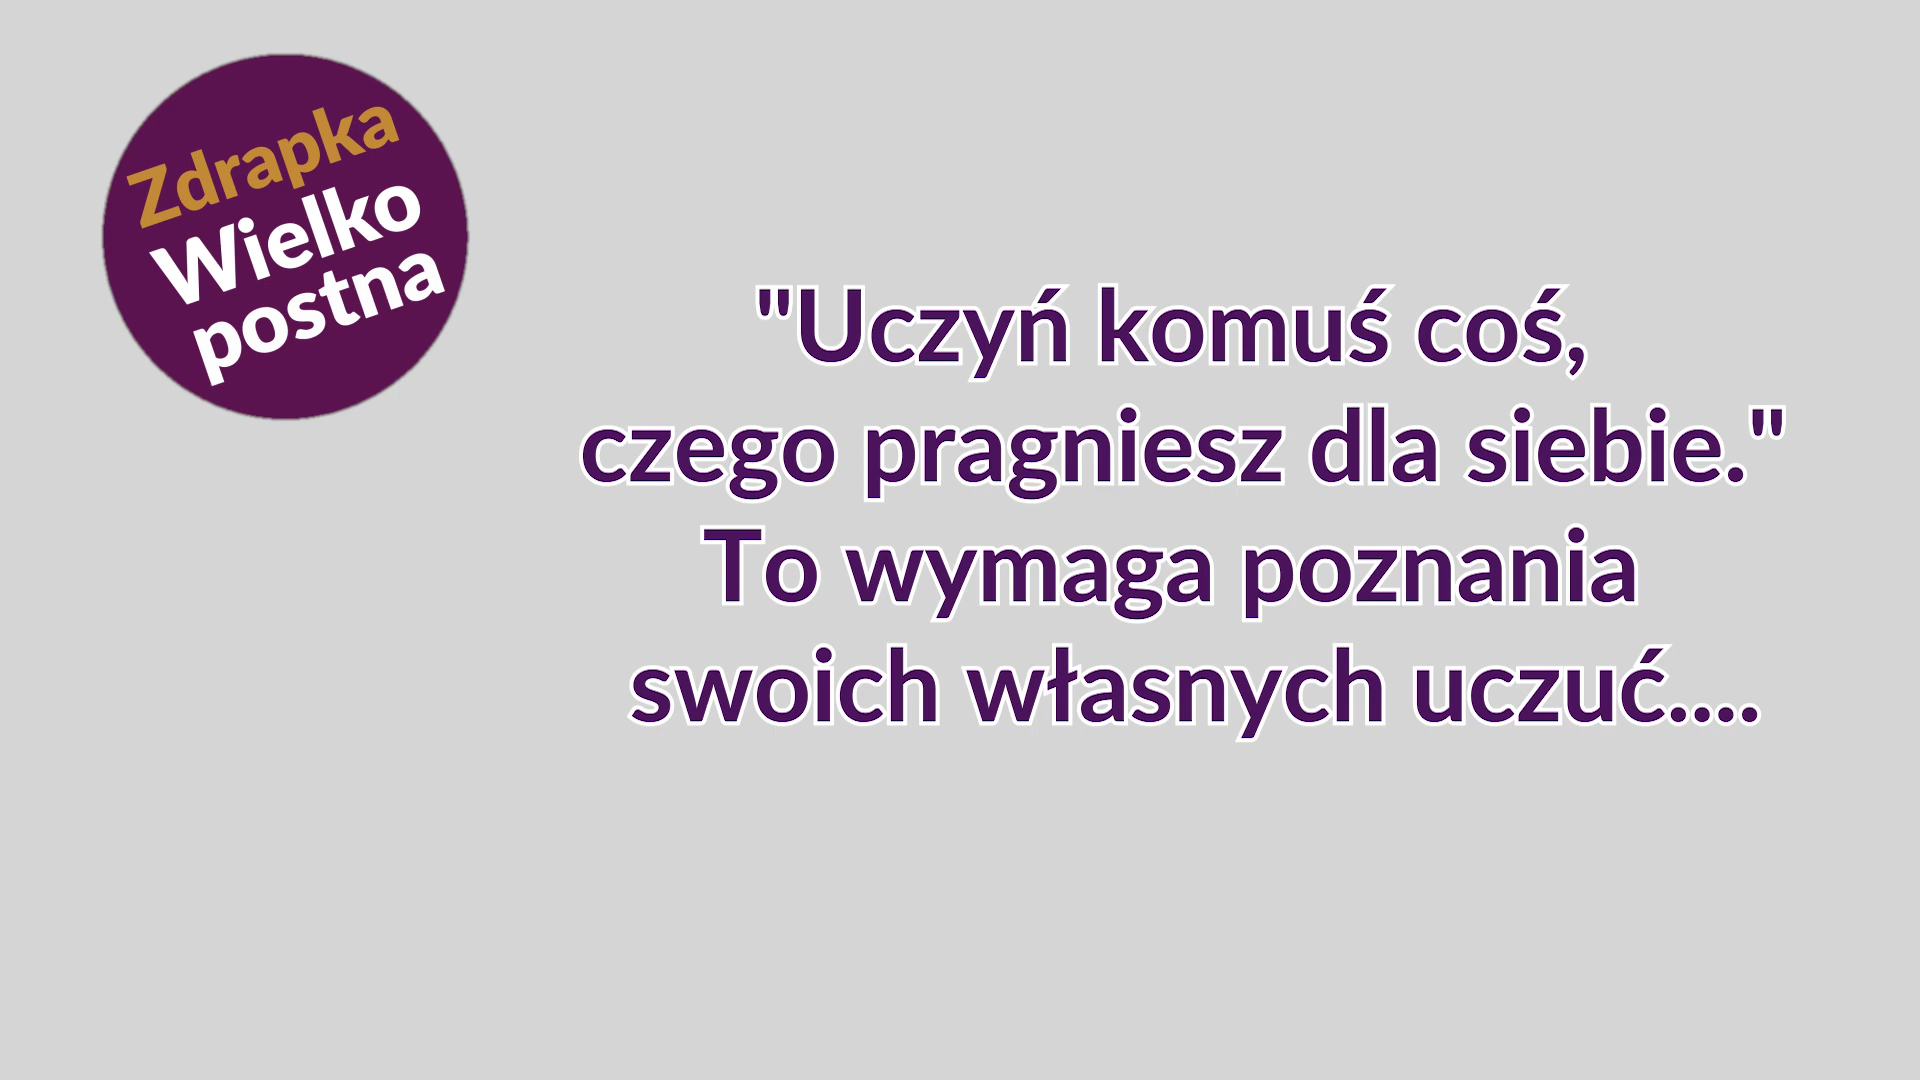 Zdrapka
Wielko
postna
"Uczyń komuś coś,
czego pragniesz dla siebie."
To wymaga poznania
swoich własnych uczuć....